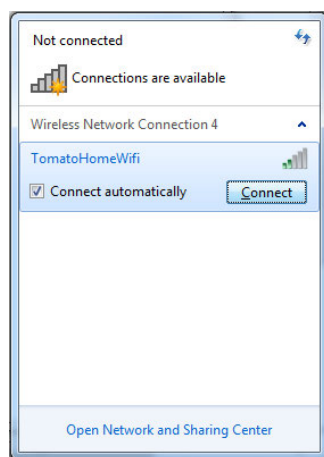 Not connected
Connections are available
Wireless Network Connection 4
TomatoHomeWifi
Connect automatically
Connect
Open Network and Sharing Center